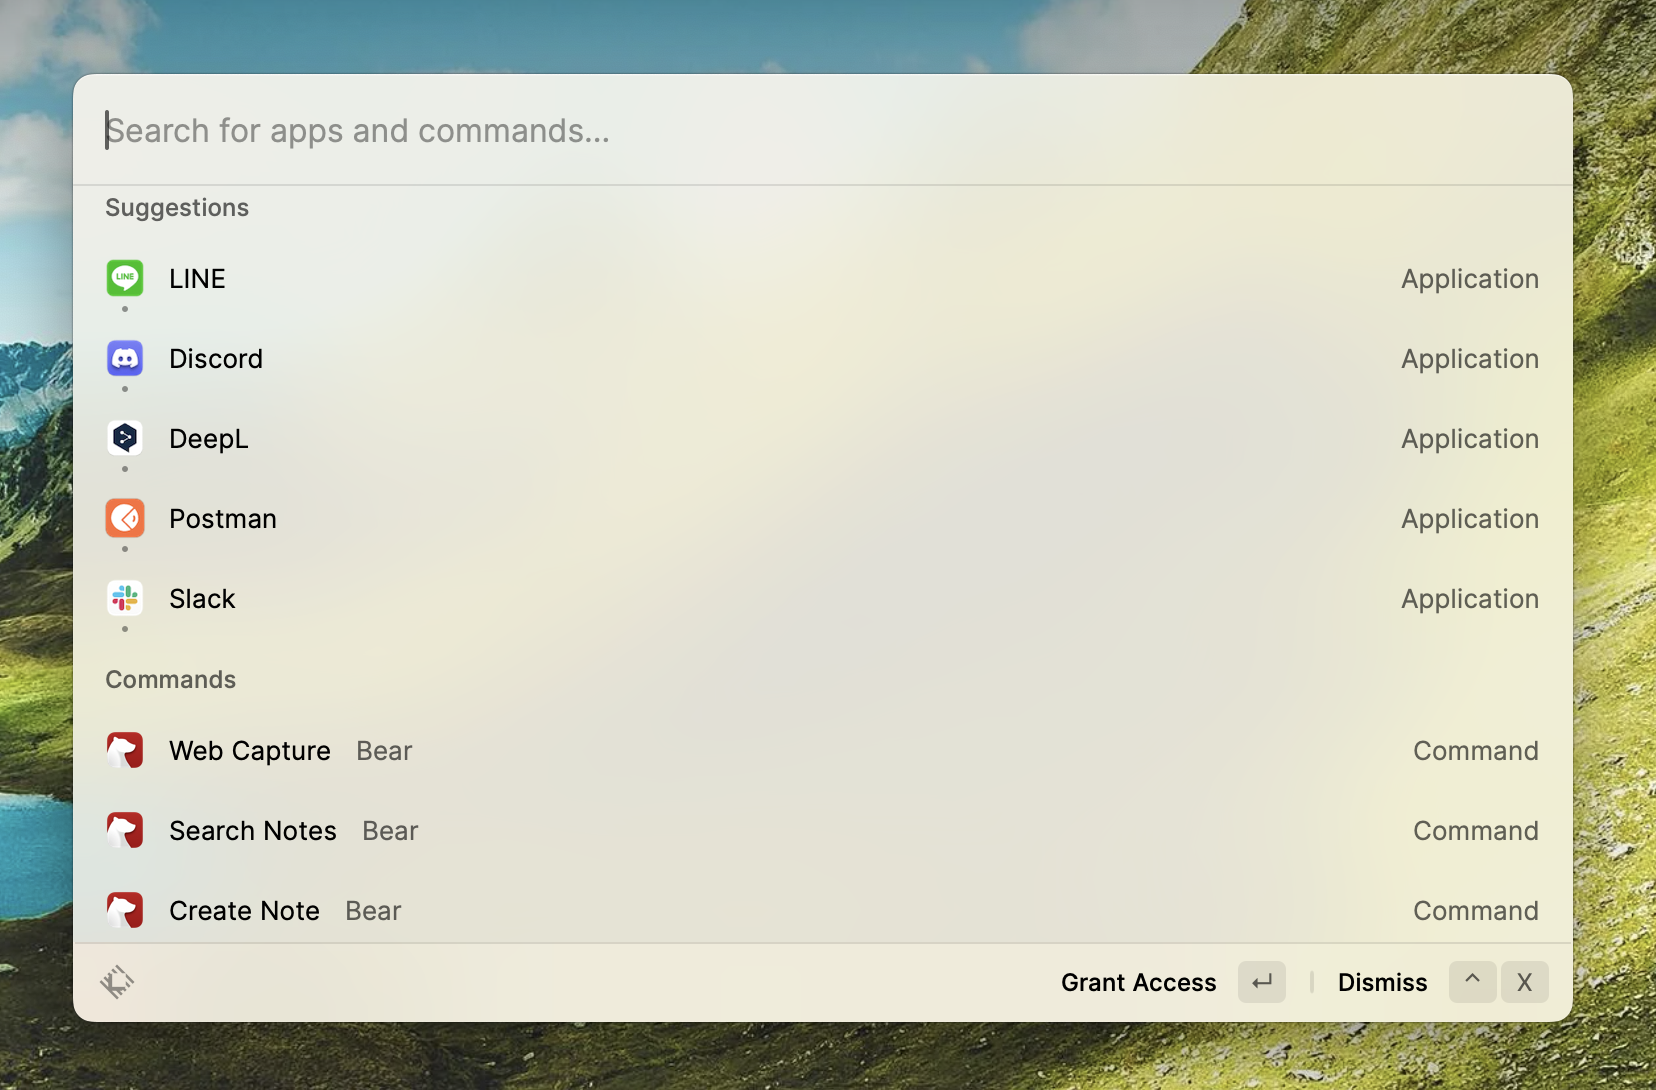 Search for apps and commands...
Suggestions
LINE
LINE Application
Discord Application
DeepL Application
Postman Application
Slack Application
Commands
Web Capture Bear Command
Search Notes Bear Command
Create Note Bear Command
Grant Access ↵ | Dismiss ^ X